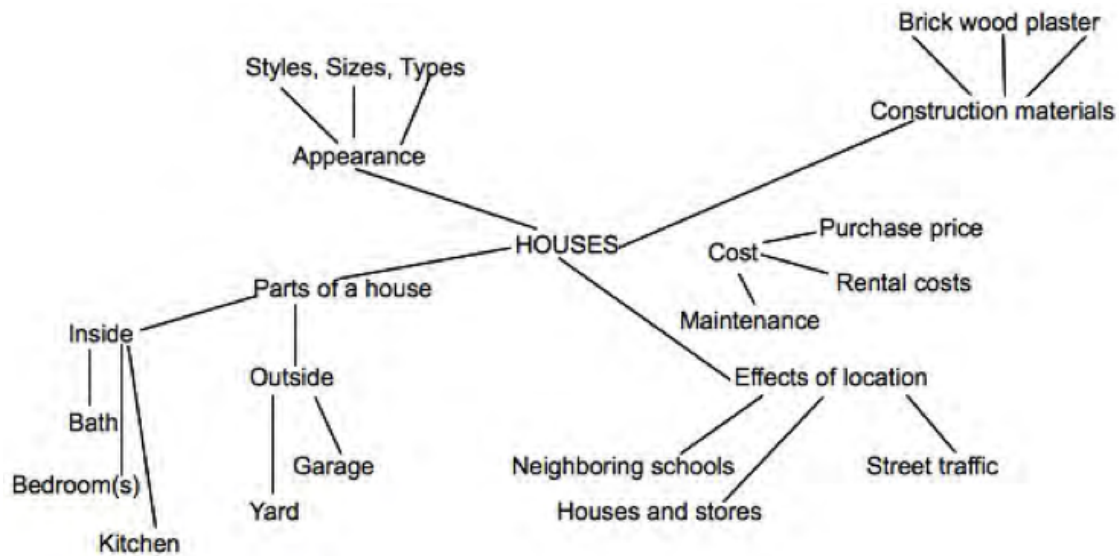 Brick wood plaster
Styles, Sizes, Types
Construction materials
Appearance
Purchase price
HOUSES
Cost
Rental costs
Parts of a house
Maintenance
Inside
Outside
Effects of location
Bath
Garage
Neighboring schools
Street traffic
Bedroom(s)
Yard
Houses and stores
Kitchen